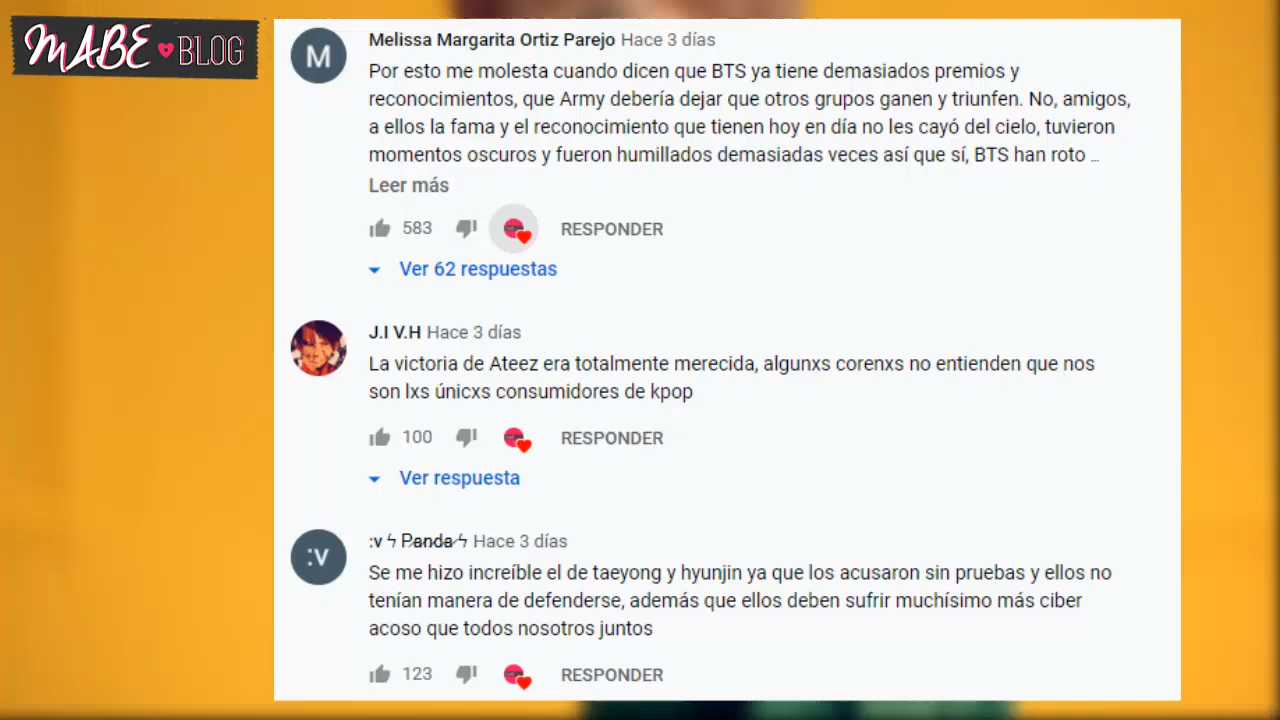 MABE BLOG
M
Melissa Margarita Ortiz Parejo Hace 3 días
Por esto me molesta cuando dicen que BTS ya tiene demasiados premios y
reconocimientos, que Army debería dejar que otros grupos ganen y triunfen. No, amigos,
a ellos la fama y el reconocimiento que tienen hoy en día no les cayó del cielo, tuvieron
momentos oscuros y fueron humillados demasiadas veces así que sí, BTS han roto ...
Leer más
583 RESPONDER
Ver 62 respuestas
J.I V.H Hace 3 días
La victoria de Ateez era totalmente merecida, algunxs corenxs no entienden que nos
son lxs únicxs consumidores de kpop
100 RESPONDER
Ver respuesta
:v
:v ϟ Panda ϟ Hace 3 días
Se me hizo increíble el de taeyong y hyunjin ya que los acusaron sin pruebas y ellos no
tenían manera de defenderse, además que ellos deben sufrir muchísimo más ciber
acoso que todos nosotros juntos
123 RESPONDER